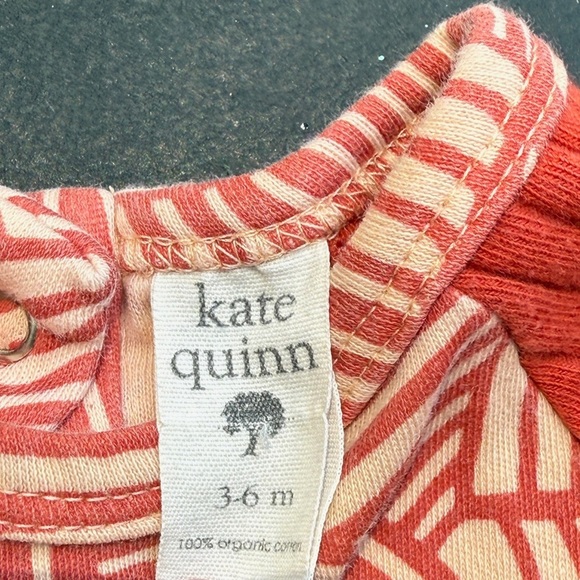 kate
quinn
3-6 m
100% organic cotton